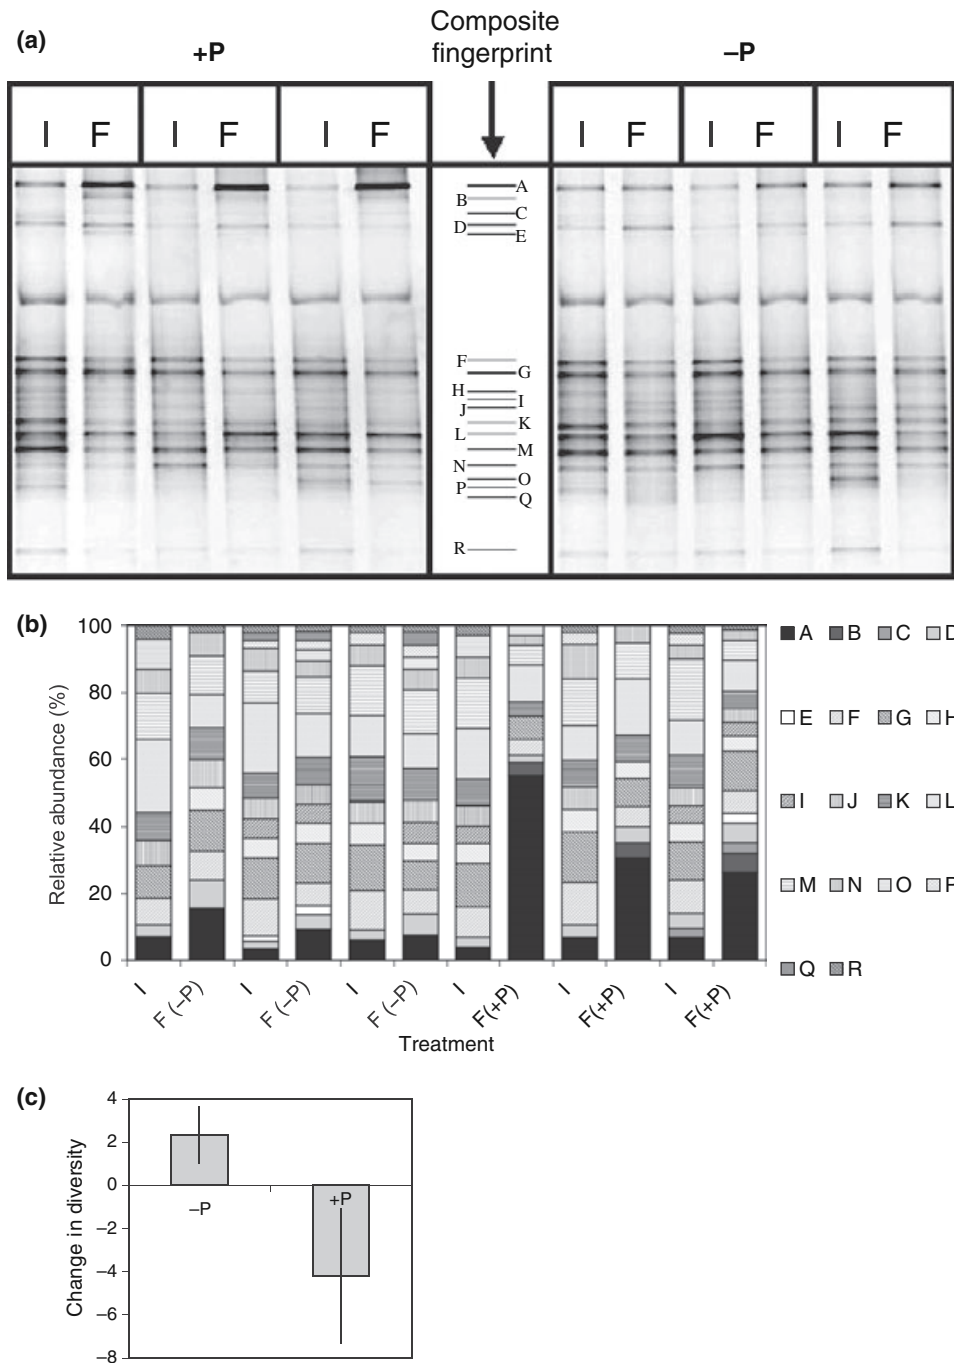 (a)
+P
Composite
fingerprint
–P
I F I F I F
I F I F I F
A
B
C
D
E
F
G
H
I
J
K
L
M
N
O
P
Q
R
(b)
Relative abundance (%)
100
80
60
40
20
0
I F (–P) I F (–P) I F (–P) I F(+P) I F(+P) I F(+P)
Treatment
A B C D
E F G H
I J K L
M N O P
Q R
(c)
Change in diversity
4
2
0
–2
–4
–6
–8
–P
+P